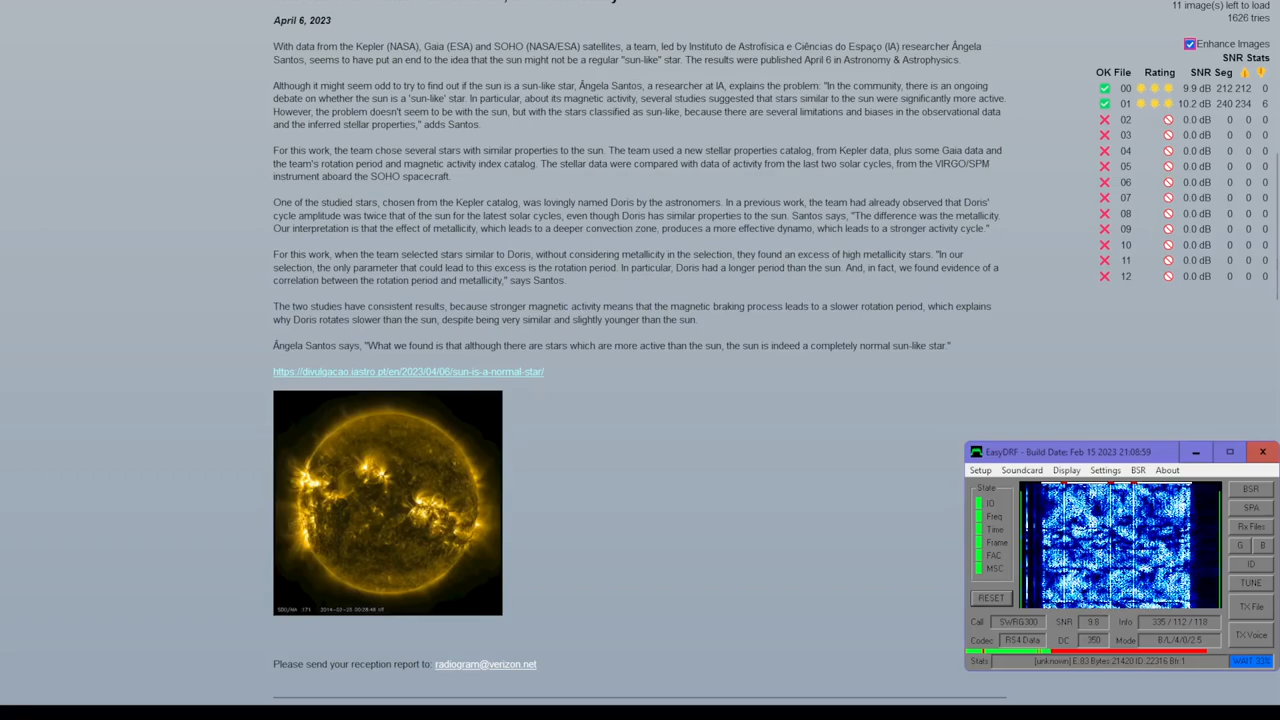 11 image(s) left to load
1626 tries
April 6, 2023
With data from the Kepler (NASA), Gaia (ESA) and SOHO (NASA/ESA) satellites, a team, led by Instituto de Astrofísica e Ciências do Espaço (IA) researcher Ângela
Santos, seems to have put an end to the idea that the sun might not be a regular "sun-like" star. The results were published April 6 in Astronomy & Astrophysics.
Although it might seem odd to try to find out if the sun is a sun-like star, Ângela Santos, a researcher at IA, explains the problem: "In the community, there is an ongoing
debate on whether the sun is a 'sun-like' star. In particular, about its magnetic activity, several studies suggested that stars similar to the sun were significantly more active.
However, the problem doesn't seem to be with the sun, but with the stars classified as sun-like, because there are several limitations and biases in the observational data
and the inferred stellar properties," adds Santos.
For this work, the team chose several stars with similar properties to the sun. The team used a new stellar properties catalog, from Kepler data, plus some Gaia data and
the team's rotation period and magnetic activity index catalog. The stellar data were compared with data of activity from the last two solar cycles, from the VIRGO/SPM
instrument aboard the SOHO spacecraft.
One of the studied stars, chosen from the Kepler catalog, was lovingly named Doris by the astronomers. In a previous work, the team had already observed that Doris'
cycle amplitude was twice that of the sun for the latest solar cycles, even though Doris has similar properties to the sun. Santos says, "The difference was the metallicity.
Our interpretation is that the effect of metallicity, which leads to a deeper convection zone, produces a more effective dynamo, which leads to a stronger activity cycle."
For this work, when the team selected stars similar to Doris, without considering metallicity in the selection, they found an excess of high metallicity stars. "In our
selection, the only parameter that could lead to this excess is the rotation period. In particular, Doris had a longer period than the sun. And, in fact, we found evidence of a
correlation between the rotation period and metallicity," says Santos.
The two studies have consistent results, because stronger magnetic activity means that the magnetic braking process leads to a slower rotation period, which explains
why Doris rotates slower than the sun, despite being very similar and slightly younger than the sun.
Ângela Santos says, "What we found is that although there are stars which are more active than the sun, the sun is indeed a completely normal sun-like star."
https://divulgacao.iastro.pt/en/2023/04/06/sun-is-a-normal-star/
SDO/AIA 171 2014-02-23 00:28:48
Please send your reception report to: radiogram@verizon.net
Enhance Images
SNR Stats
OK File Rating SNR Seg
00 9.9 dB 212 212 0
01 10.2 dB 240 234 6
02 0.0 dB 0 0 0
03 0.0 dB 0 0 0
04 0.0 dB 0 0 0
05 0.0 dB 0 0 0
06 0.0 dB 0 0 0
07 0.0 dB 0 0 0
08 0.0 dB 0 0 0
09 0.0 dB 0 0 0
10 0.0 dB 0 0 0
11 0.0 dB 0 0 0
12 0.0 dB 0 0 0
EasyDRF - Build Date: Feb 15 2023 21:08:59
Setup Soundcard Display Settings BSR About
State
IO
Freq
Time
Frame
FAC
MSC
RESET
BSR
SPA
Rx Files
G B
ID
TUNE
TX File
TX Voice
Call SWRG300 SNR 9.8 Info 335 / 112 / 118
Codec RS4 Data DC 350 Mode B/L/4/0/2.5
Stats [unknown] E:83 Bytes:21420 ID:22316 Btr:1 WAIT 33%